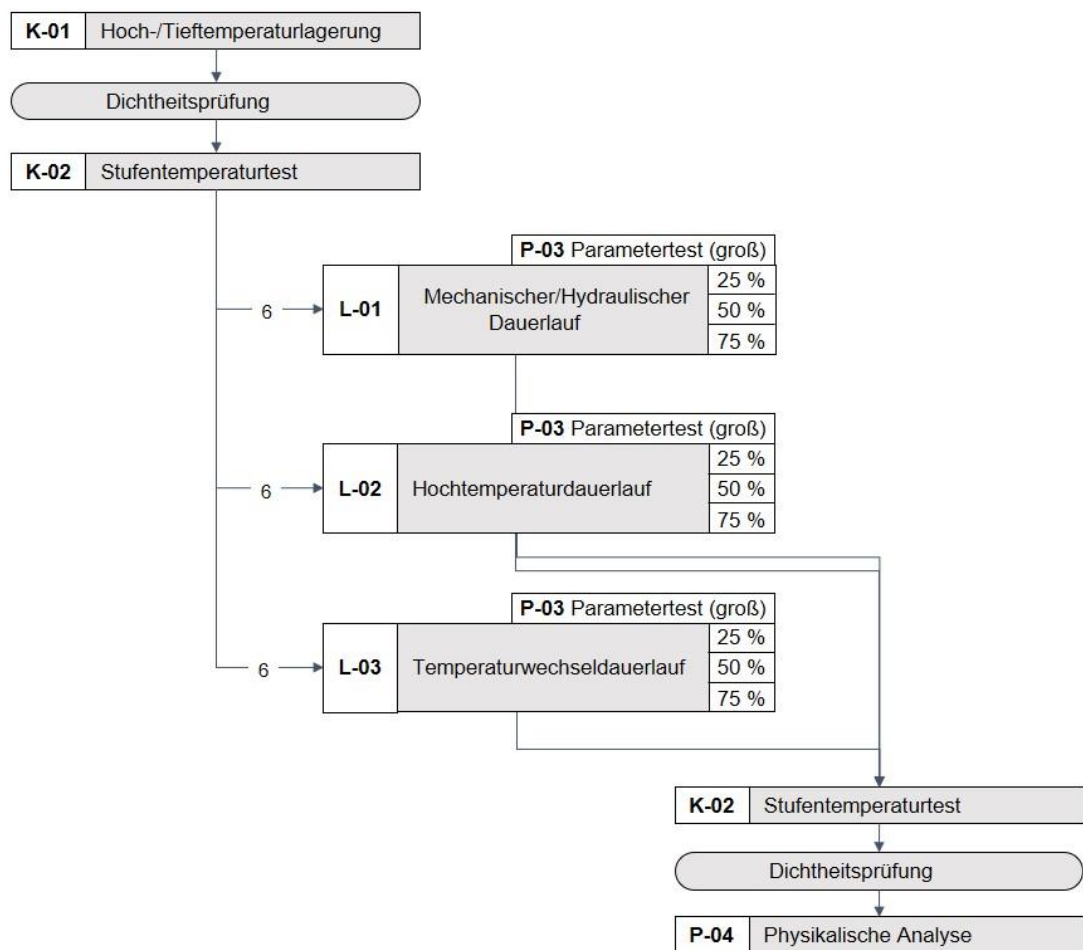 K-01 Hoch-/Tieftemperaturlagerung
Dichtheitsprüfung
K-02 Stufentemperaturtest
P-03 Parametertest (groß)
6
L-01
Mechanischer/Hydraulischer
Dauerlauf
25 %
50 %
75 %
P-03 Parametertest (groß)
6
L-02
Hochtemperaturdauerlauf
25 %
50 %
75 %
P-03 Parametertest (groß)
6
L-03
Temperaturwechseldauerlauf
25 %
50 %
75 %
K-02 Stufentemperaturtest
Dichtheitsprüfung
P-04 Physikalische Analyse